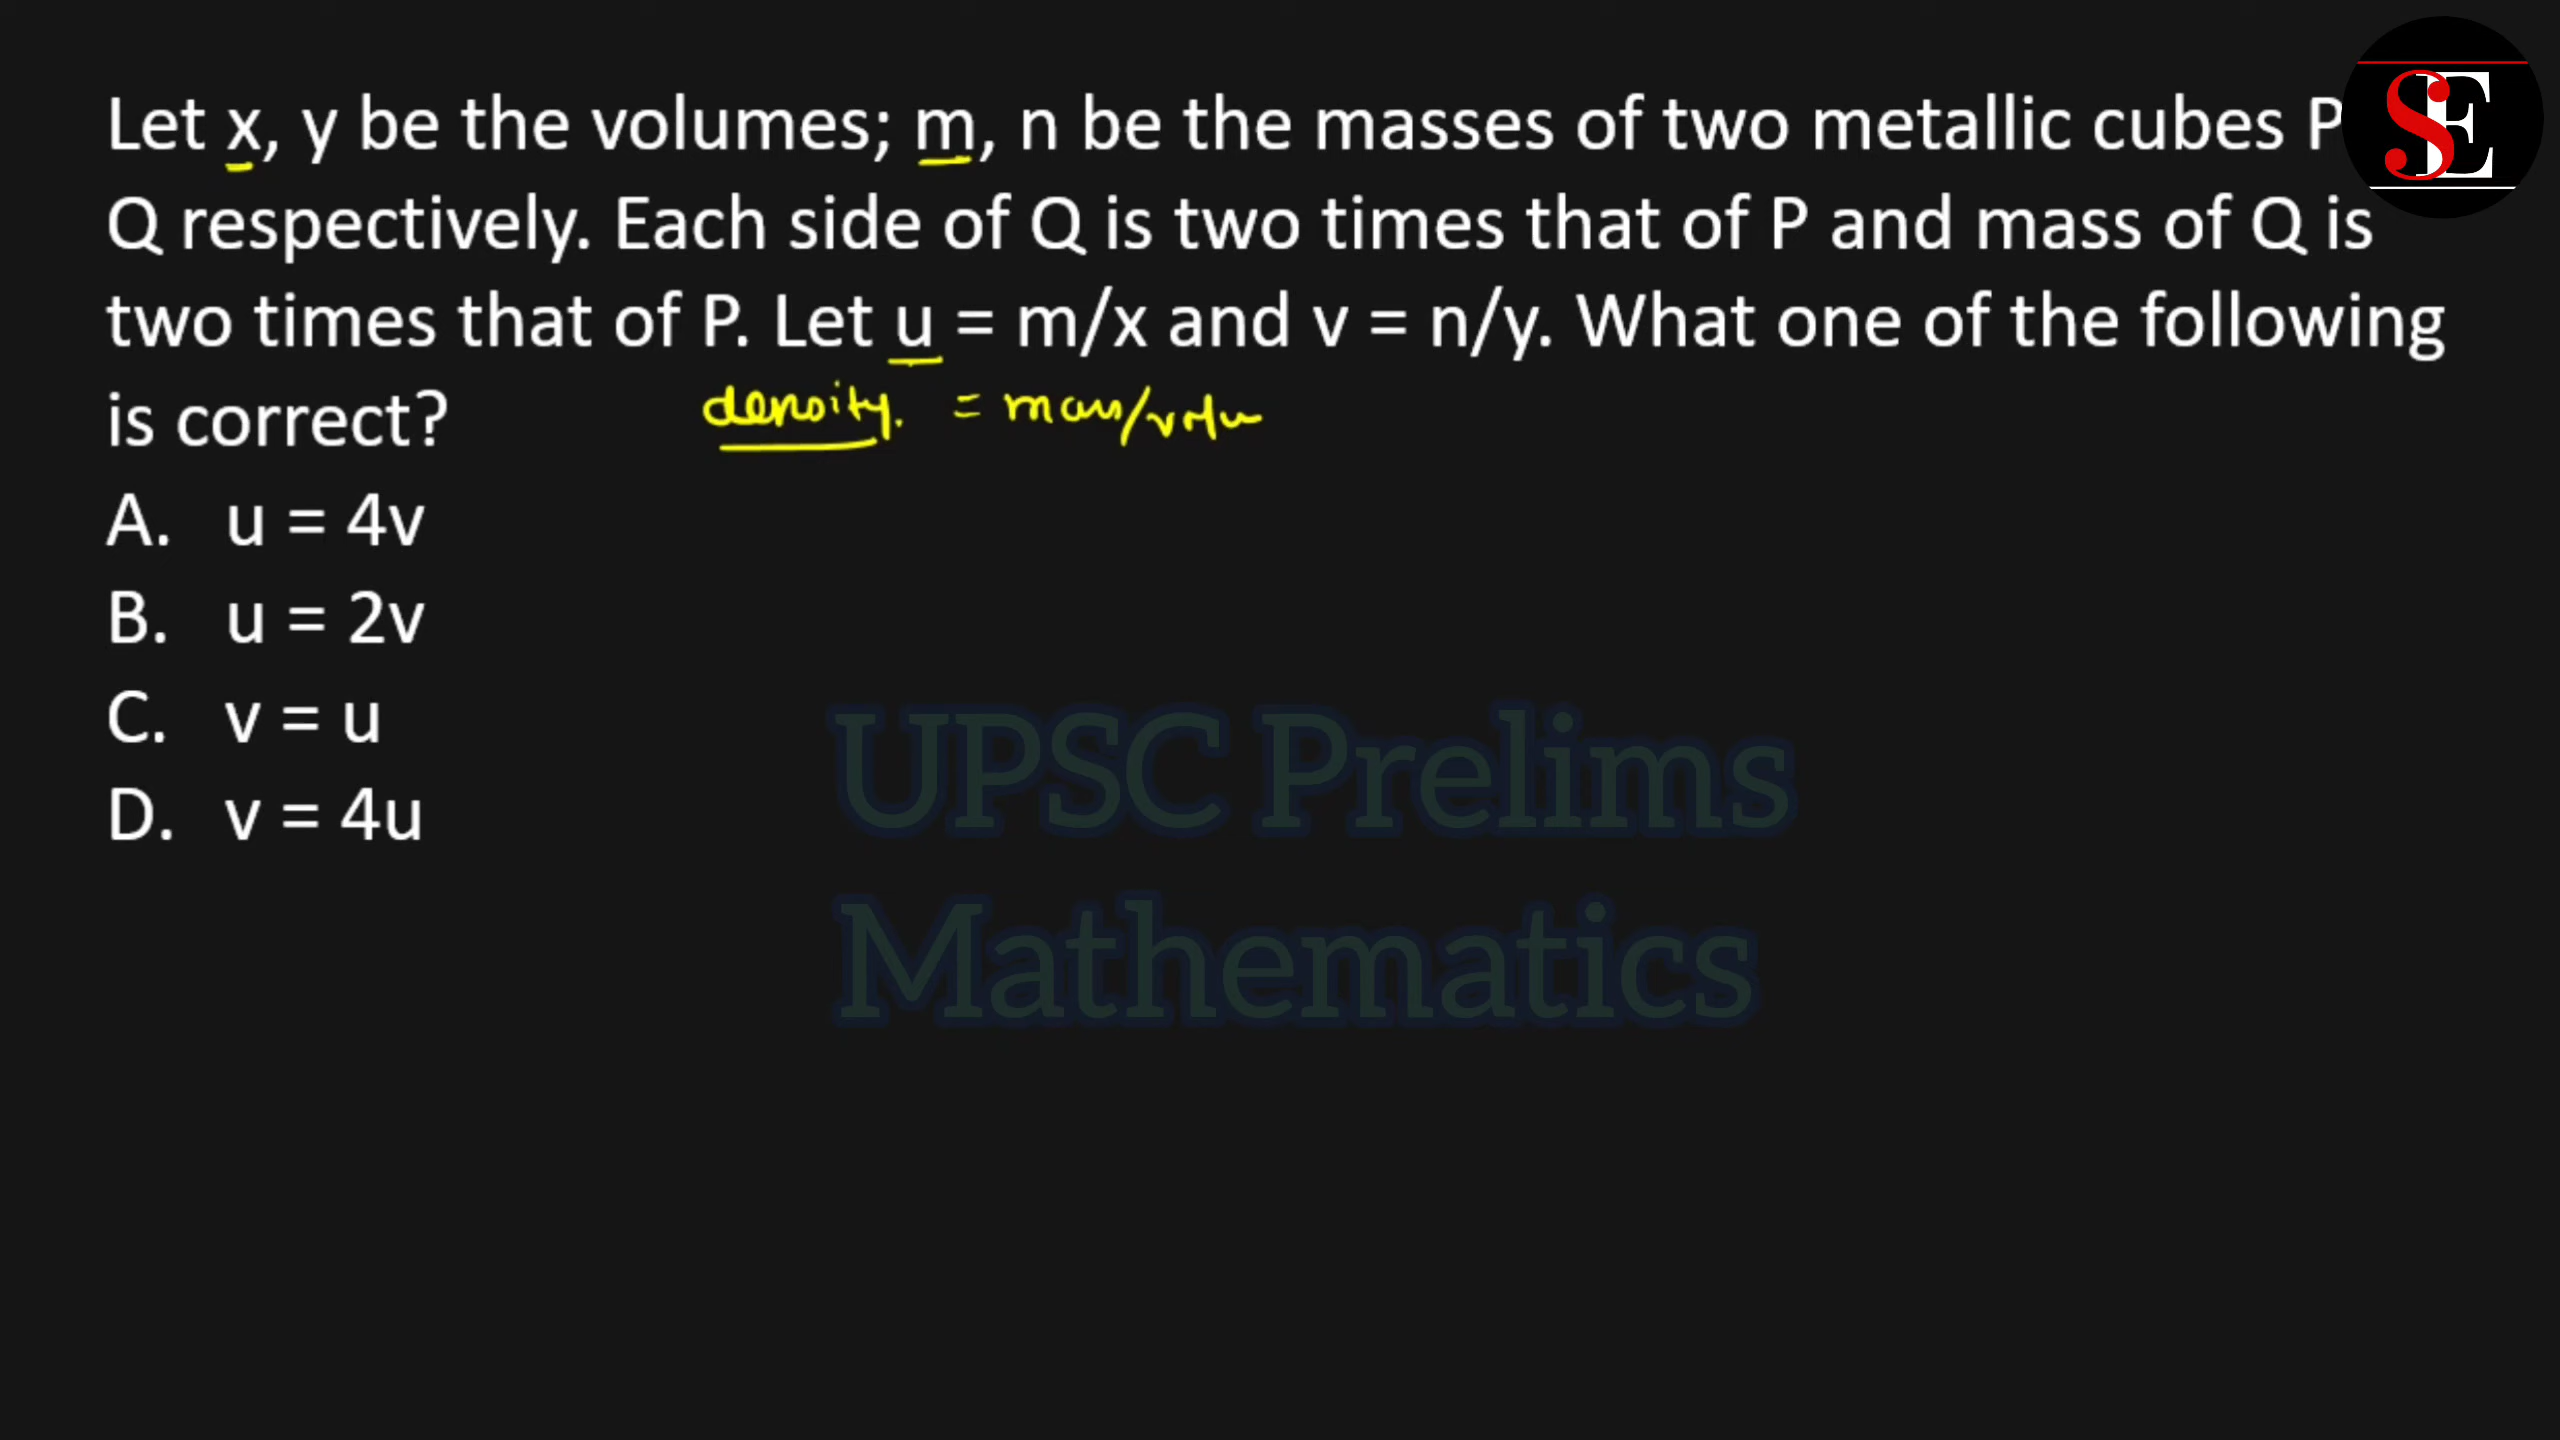 Let x, y be the volumes; m, n be the masses of two metallic cubes P
SE
Q respectively. Each side of Q is two times that of P and mass of Q is
two times that of P. Let u = m/x and v = n/y. What one of the following
is correct?
density. = mass/volu
A. u = 4v
B. u = 2v
C. v = u
D. v = 4u
UPSC Prelims
Mathematics